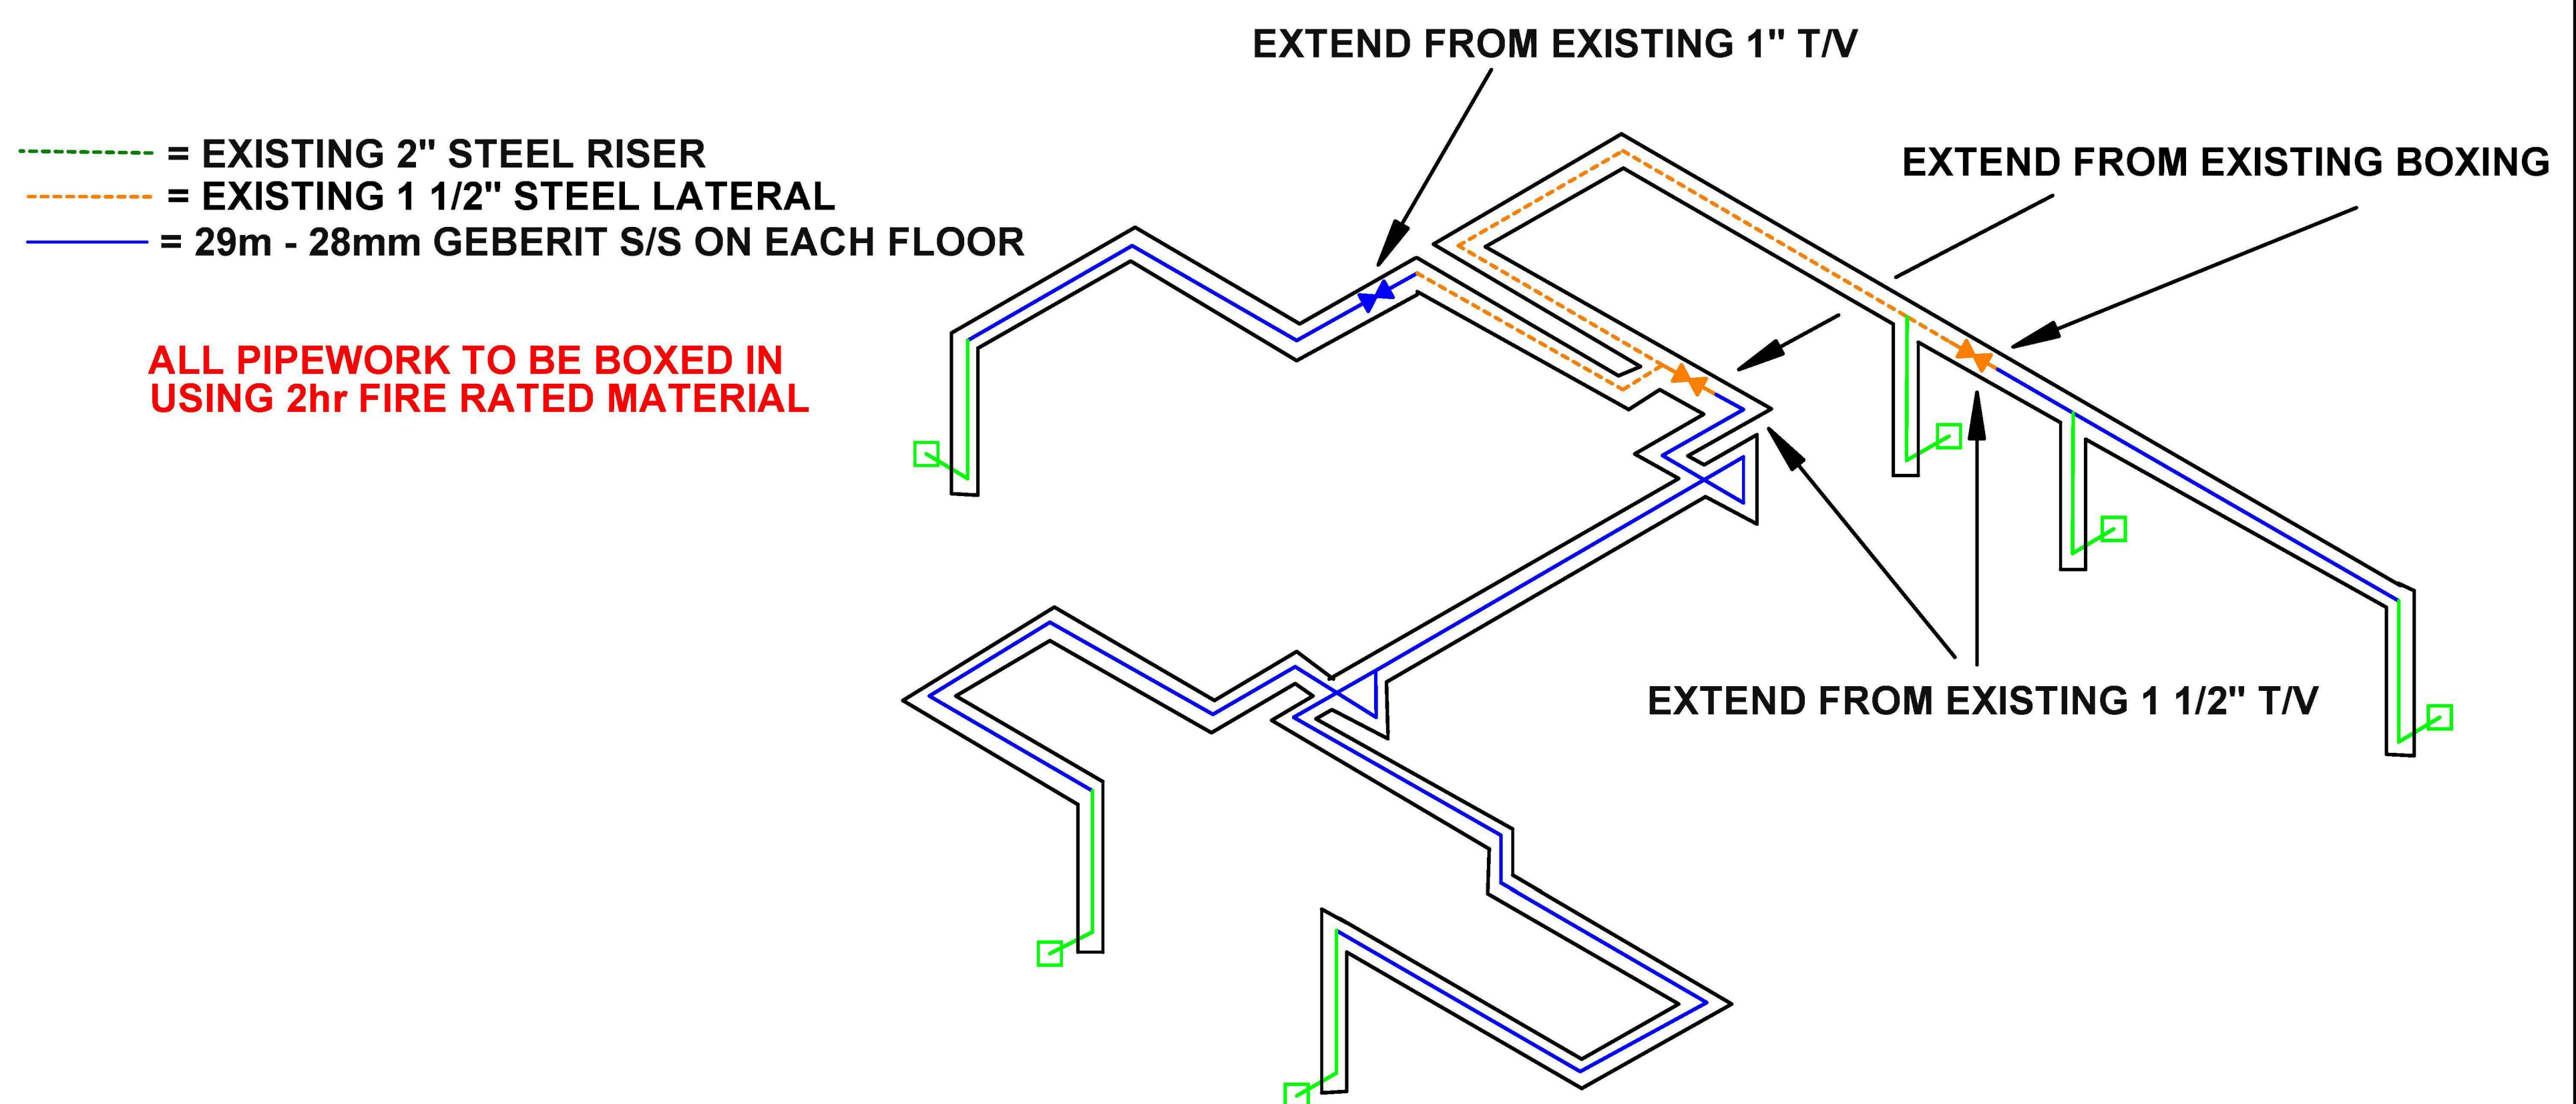 EXTEND FROM EXISTING 1" T/V
= EXISTING 2" STEEL RISER
= EXISTING 1 1/2" STEEL LATERAL
= 29m - 28mm GEBERIT S/S ON EACH FLOOR
EXTEND FROM EXISTING BOXING
ALL PIPEWORK TO BE BOXED IN
USING 2hr FIRE RATED MATERIAL
EXTEND FROM EXISTING 1 1/2" T/V